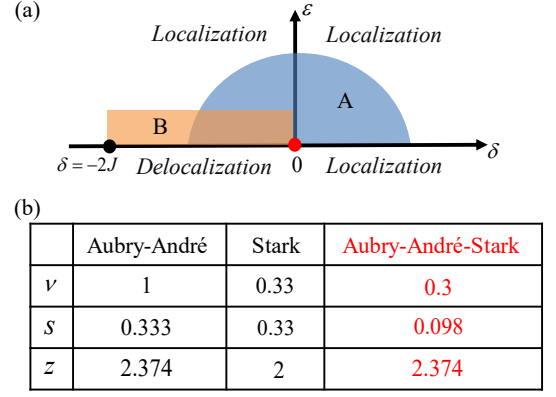 (a)
ε
Localization Localization
A
B
δ = −2J Delocalization 0 Localization δ
(b)
Aubry-André Stark Aubry-André-Stark
ν 1 0.33 0.3
s 0.333 0.33 0.098
z 2.374 2 2.374